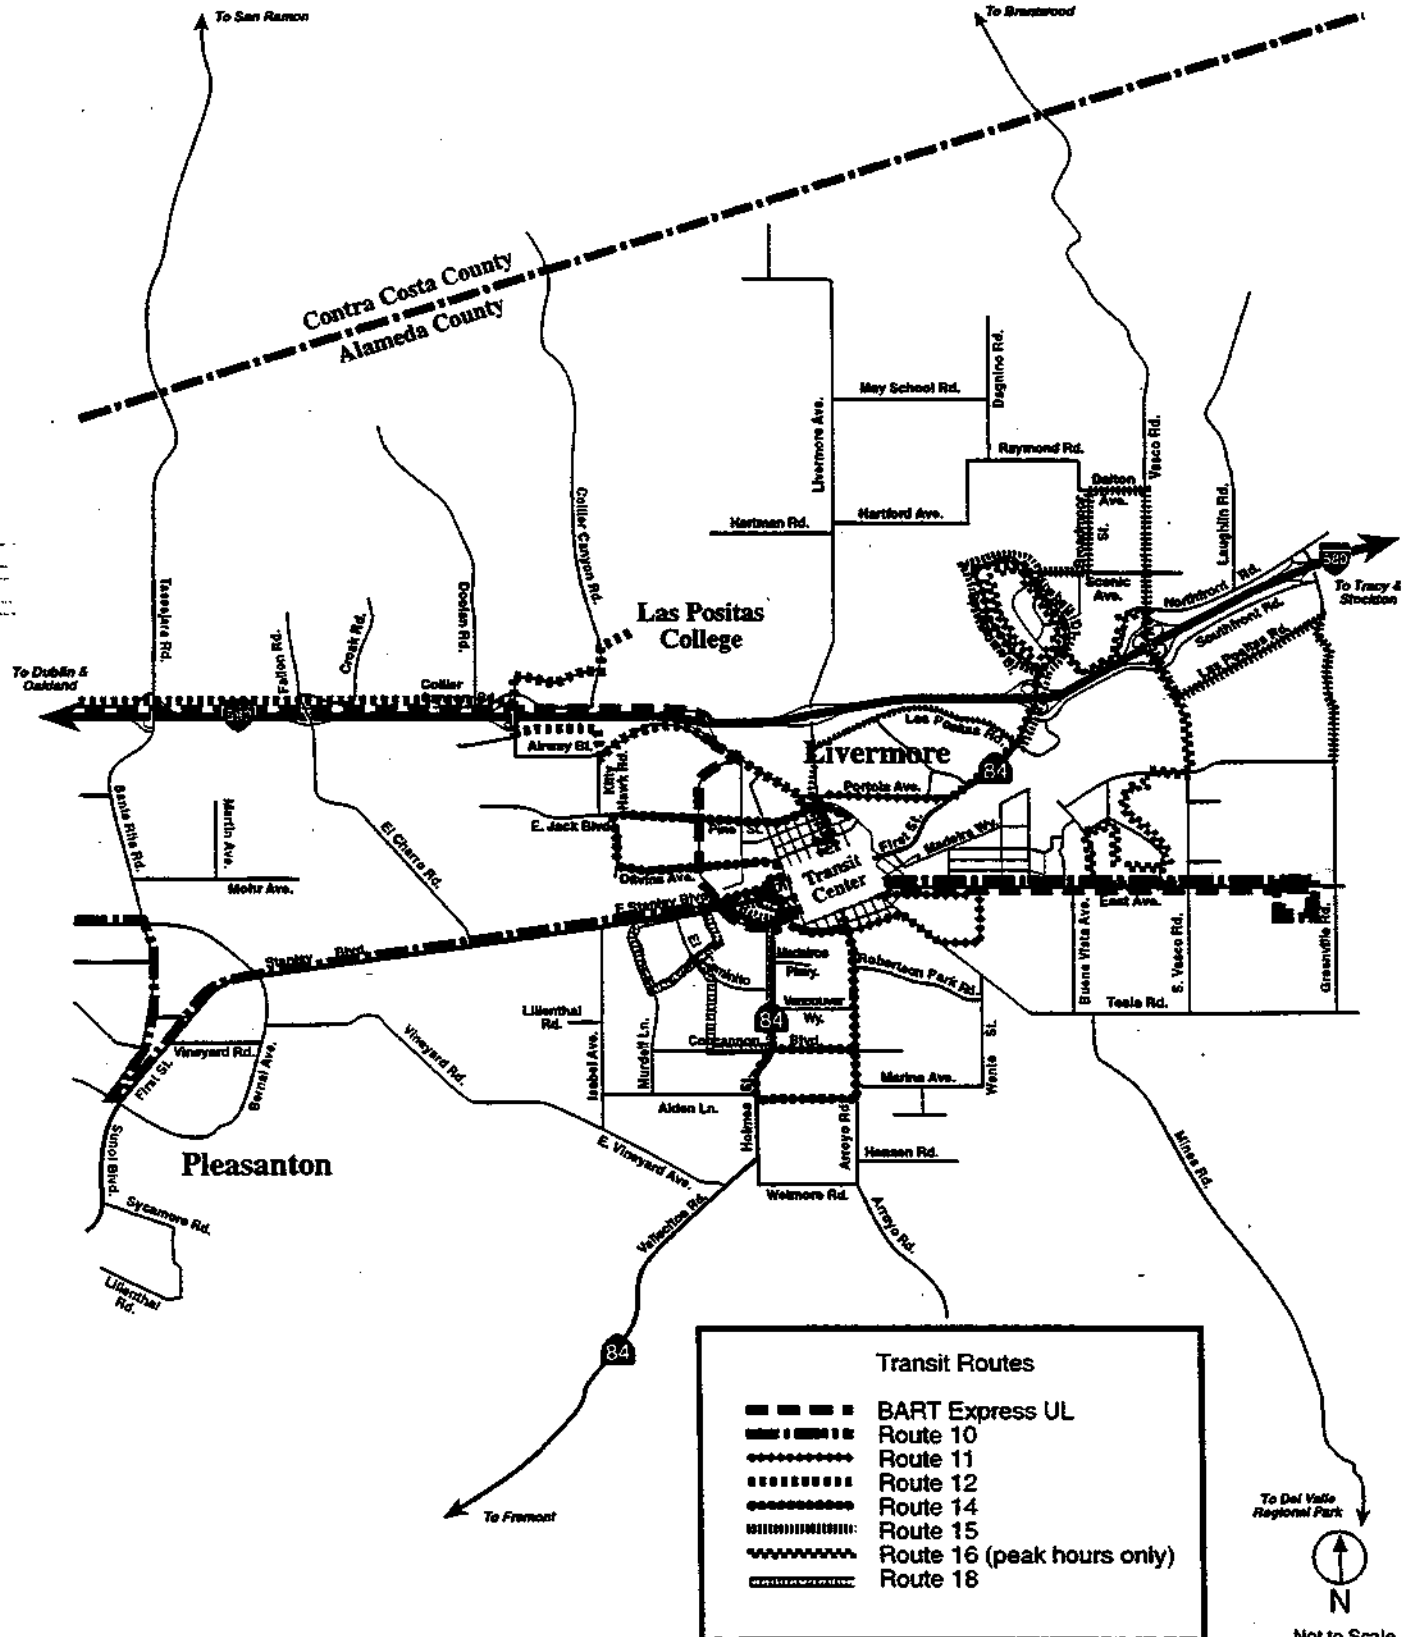 To San Ramon
To Brentwood
Contra Costa County
Alameda County
May School Rd.
Dagnino Rd.
Livermore Ave.
Vasco Rd.
Raymond Rd.
Dalton
Ave.
Hartford Ave.
Hartman Rd.
St.
Laughlin Rd.
Collier Canyon Rd.
Scenic
Ave.
Northfront Rd.
580
To Tracy &
Stockton
Southfront Rd.
Las Positas Rd.
Tassajara Rd.
Doolan Rd.
Croak Rd.
Fallon Rd.
Las Positas
College
To Dublin &
Oakland
Collier
Las Positas Rd.
Airway Bl.
Livermore
84
Kitty
Hawk Rd.
Portola Ave.
Santa Rita Rd.
Martin Ave.
E. Jack Blvd.
Pine St.
First St.
Madeira Wy.
El Charro Rd.
Transit
Center
Mohr Ave.
Olivina Ave.
E. Stanley Blvd.
East Ave.
Stanley Blvd.
El
Caminito
Medeiros
Pkwy.
Robertson Park Rd.
Buena Vista Ave.
S. Vasco Rd.
Greenville Rd.
Vancouver
Wy.
Tesla Rd.
Lilienthal
Rd.
84
Concannon Blvd.
Vineyard Rd.
Vineyard Rd.
First St.
Bernal Ave.
Isabel Ave.
Murdell Ln.
Wente St.
Marina Ave.
Alden Ln.
Holmes St.
Arroyo Rd.
Hansen Rd.
Sunol Blvd.
Pleasanton
E. Vineyard Ave.
Mines Rd.
Wetmore Rd.
Sycamore Rd.
Vallecitos Rd.
Arroyo Rd.
Lilienthal
Rd.
84
Transit Routes
BART Express UL
Route 10
Route 11
Route 12
Route 14
Route 15
Route 16 (peak hours only)
Route 18
To Fremont
To Del Valle
Regional Park
N
Not to Scale